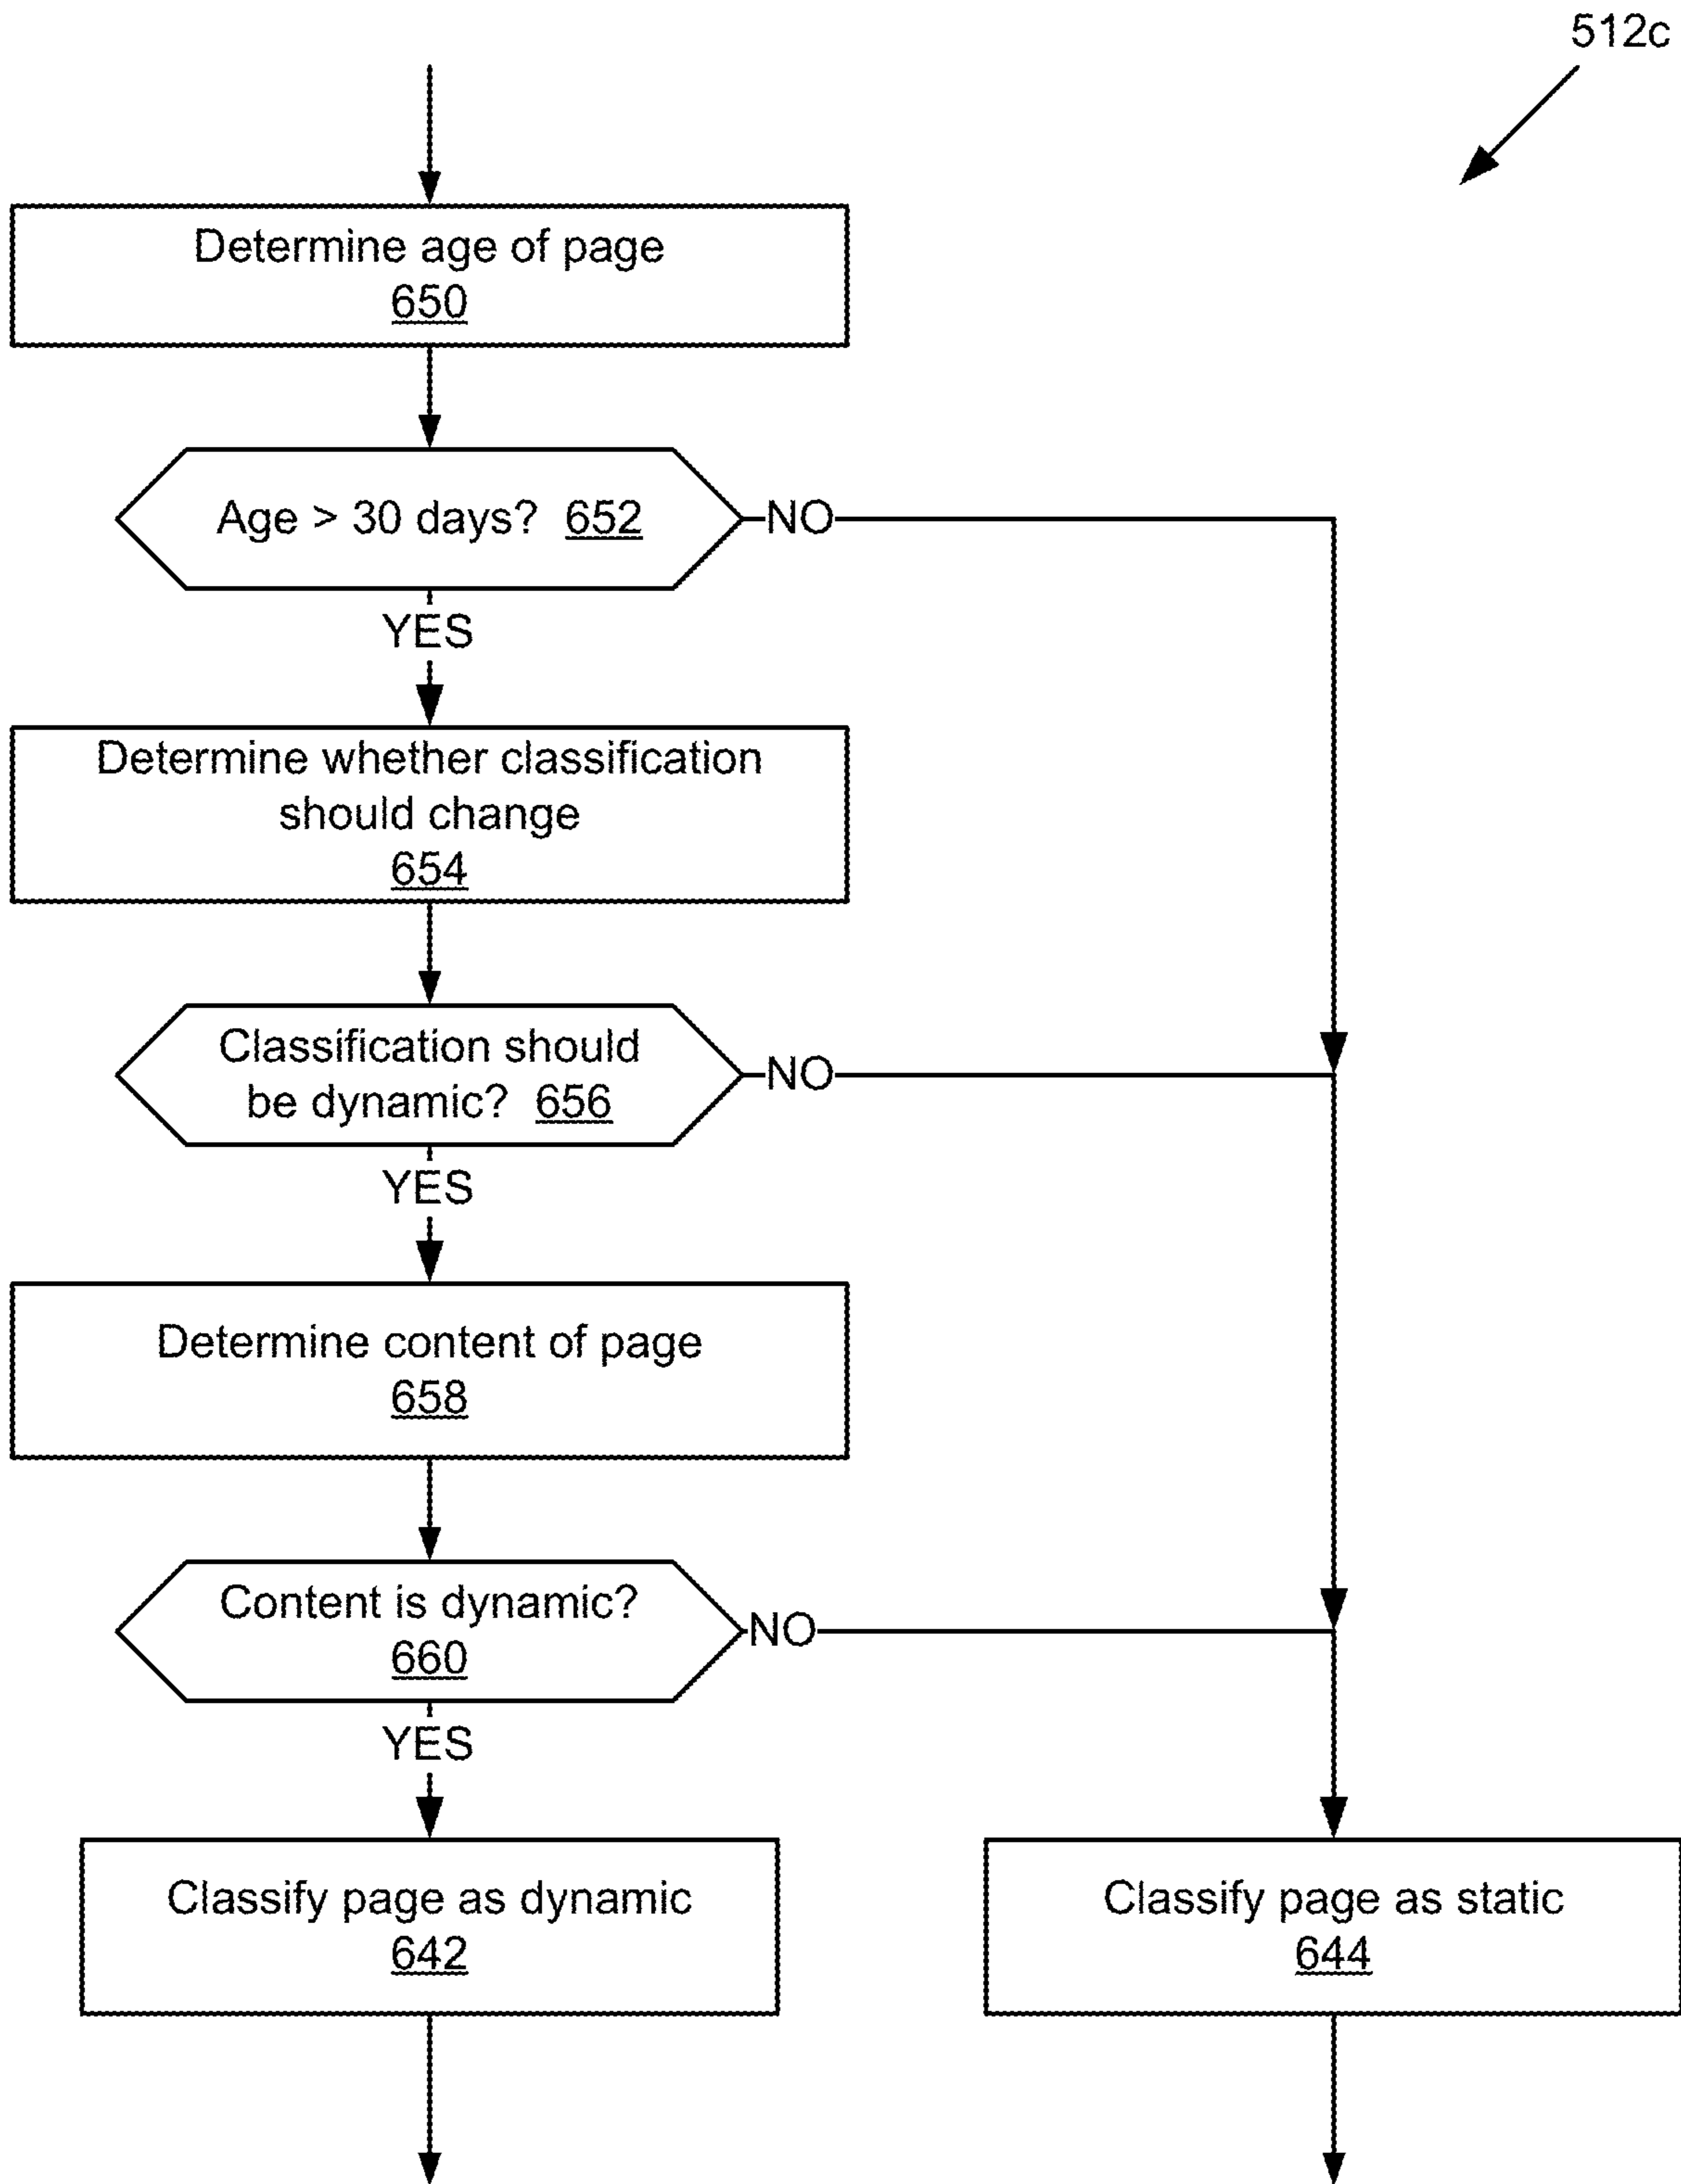 512c
Determine age of page
650
Age > 30 days? 652
NO
YES
Determine whether classification
should change
654
Classification should
be dynamic? 656
NO
YES
Determine content of page
658
Content is dynamic?
660
NO
YES
Classify page as dynamic
642
Classify page as static
644